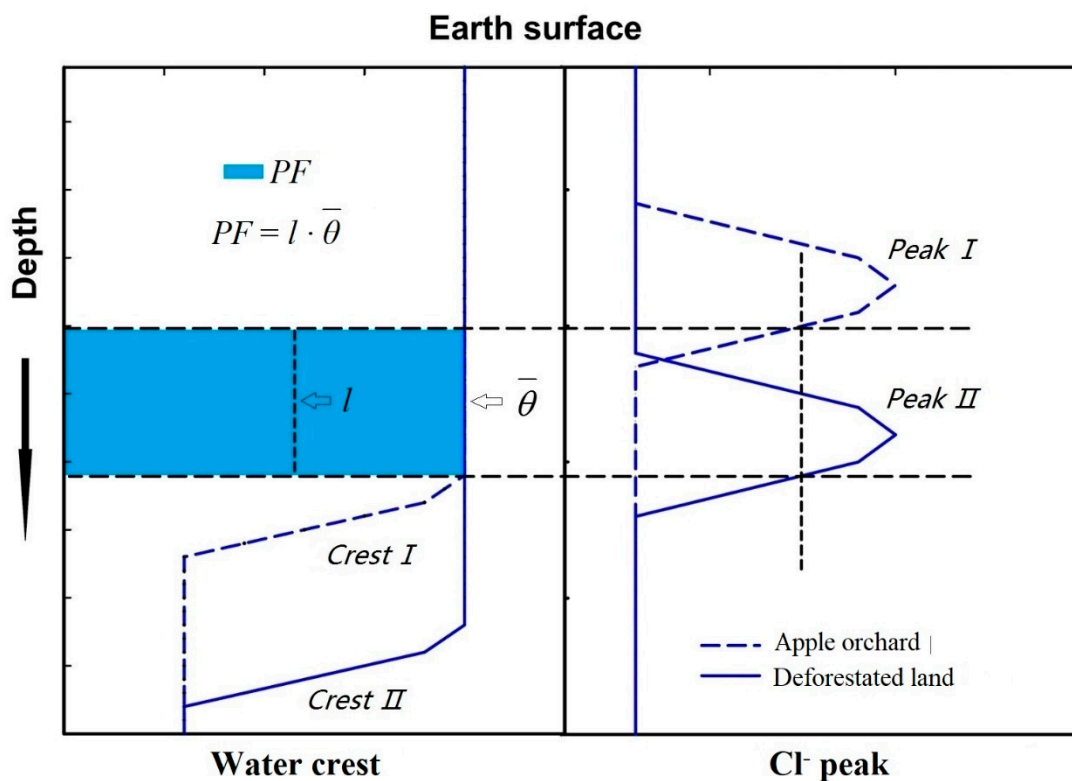 Earth surface
Depth
PF
PF = l · θ̅
l
θ̅
Crest I
Crest II
Peak I
Peak II
Apple orchard
Deforestated land
Water crest
Cl⁻ peak